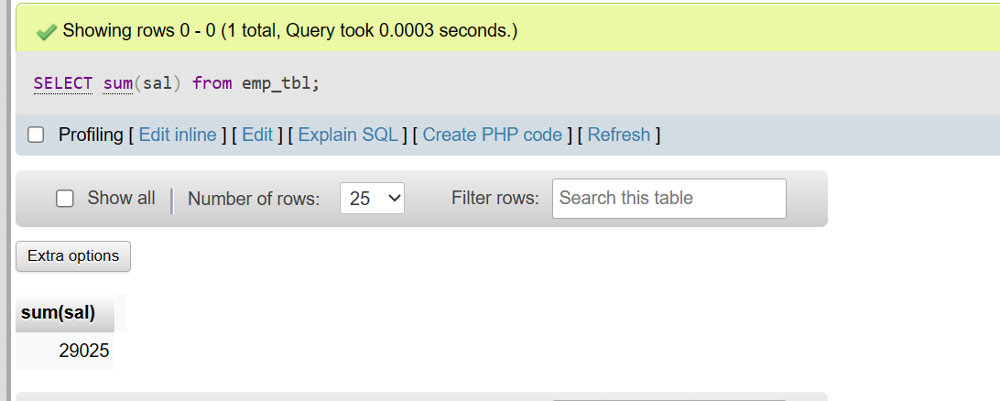 Showing rows 0 - 0 (1 total, Query took 0.0003 seconds.)
SELECT sum(sal) from emp_tbl;
Profiling [ Edit inline ] [ Edit ] [ Explain SQL ] [ Create PHP code ] [ Refresh ]
Show all | Number of rows: 25 Filter rows: Search this table
Extra options
sum(sal)
29025